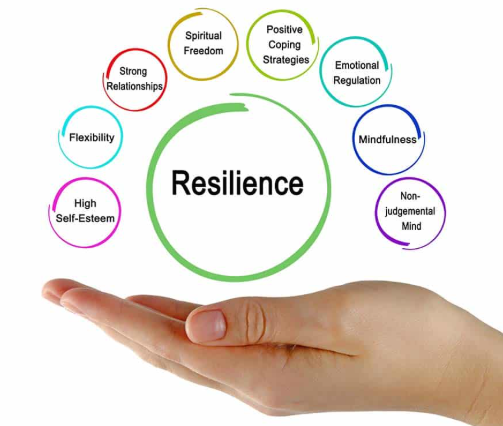 High
Self-Esteem
Flexibility
Strong
Relationships
Spiritual
Freedom
Positive
Coping
Strategies
Emotional
Regulation
Mindfulness
Non-
judgemental
Mind
Resilience